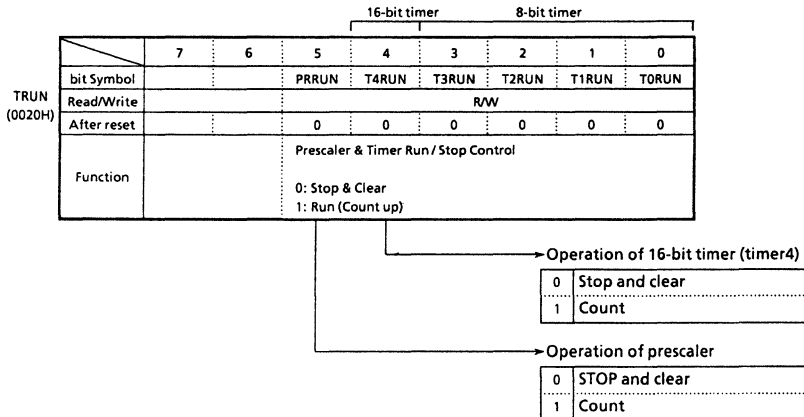 16-bit timer 8-bit timer
7 6 5 4 3 2 1 0
bit Symbol PRRUN T4RUN T3RUN T2RUN T1RUN T0RUN
TRUN
(0020H)
Read/Write R/W
After reset 0 0 0 0 0 0
Function
Prescaler & Timer Run / Stop Control
0: Stop & Clear
1: Run (Count up)
Operation of 16-bit timer (timer4)
0 Stop and clear
1 Count
Operation of prescaler
0 STOP and clear
1 Count